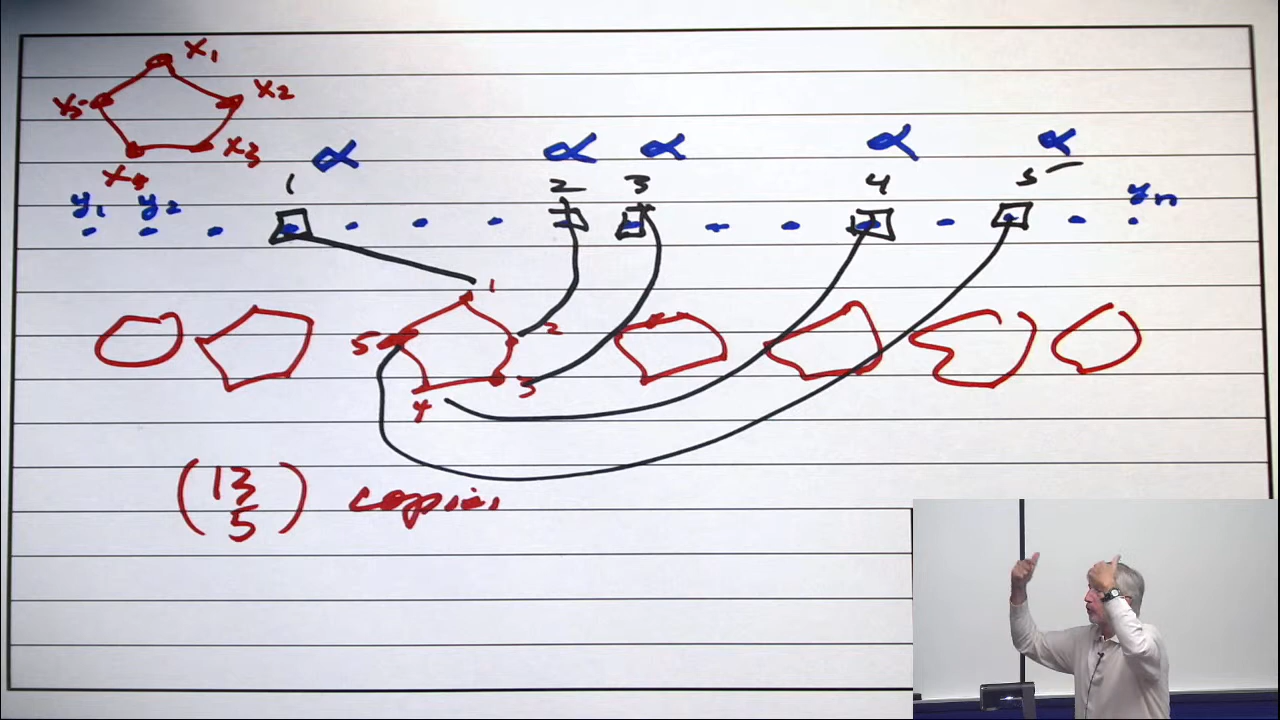 x1
x5 x2
x4 x3
α α α α α
1 2 3 4 5
y1 y2 yn
1
5 2
4 3
(13
5) copies